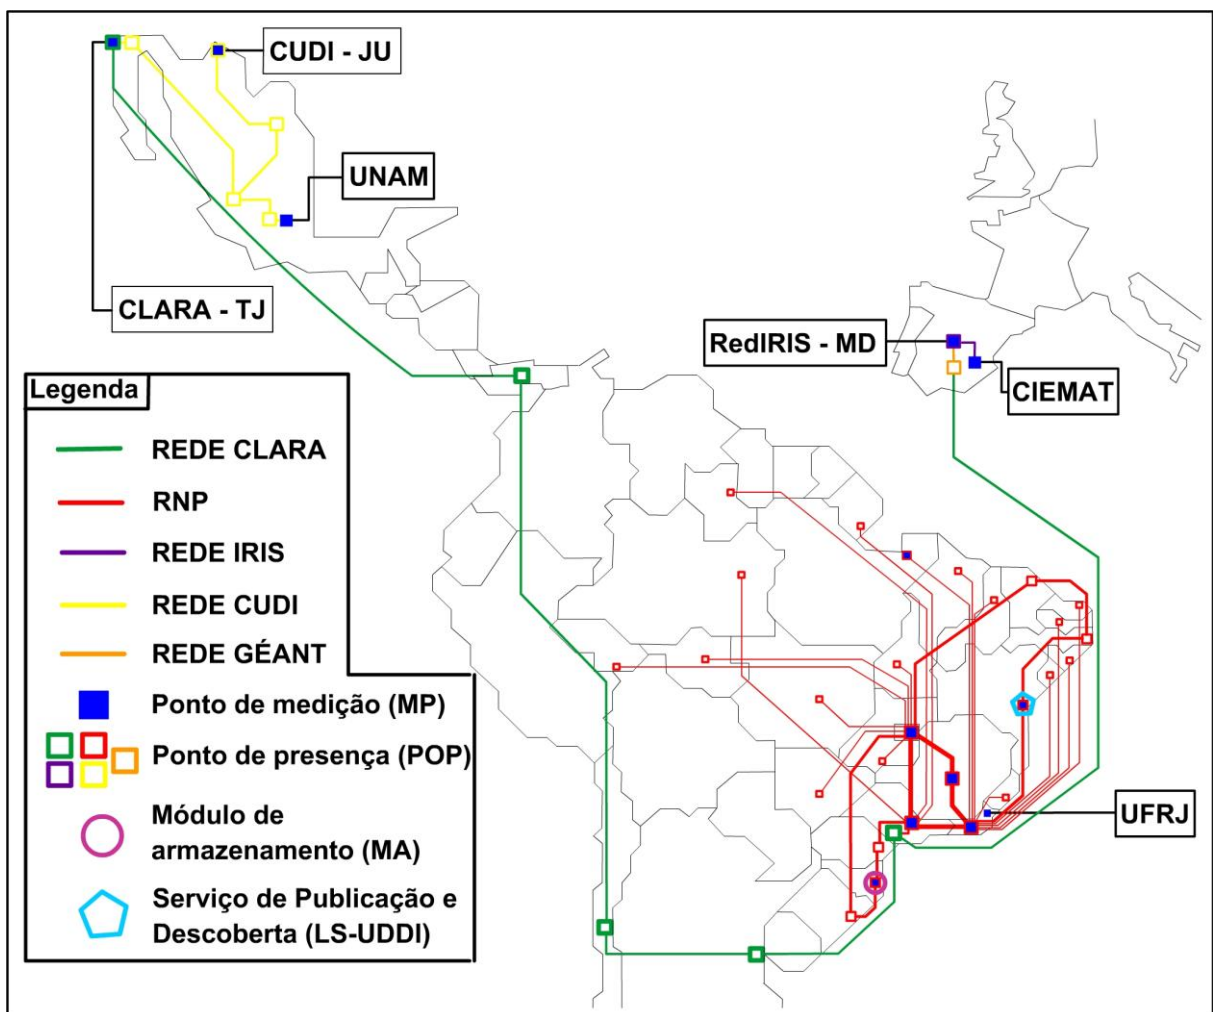 CUDI - JU
UNAM
CLARA - TJ
RedIRIS - MD
CIEMAT
Legenda
REDE CLARA
RNP
REDE IRIS
REDE CUDI
REDE GÉANT
Ponto de medição (MP)
Ponto de presença (POP)
Módulo de
armazenamento (MA)
Serviço de Publicação e
Descoberta (LS-UDDI)
UFRJ